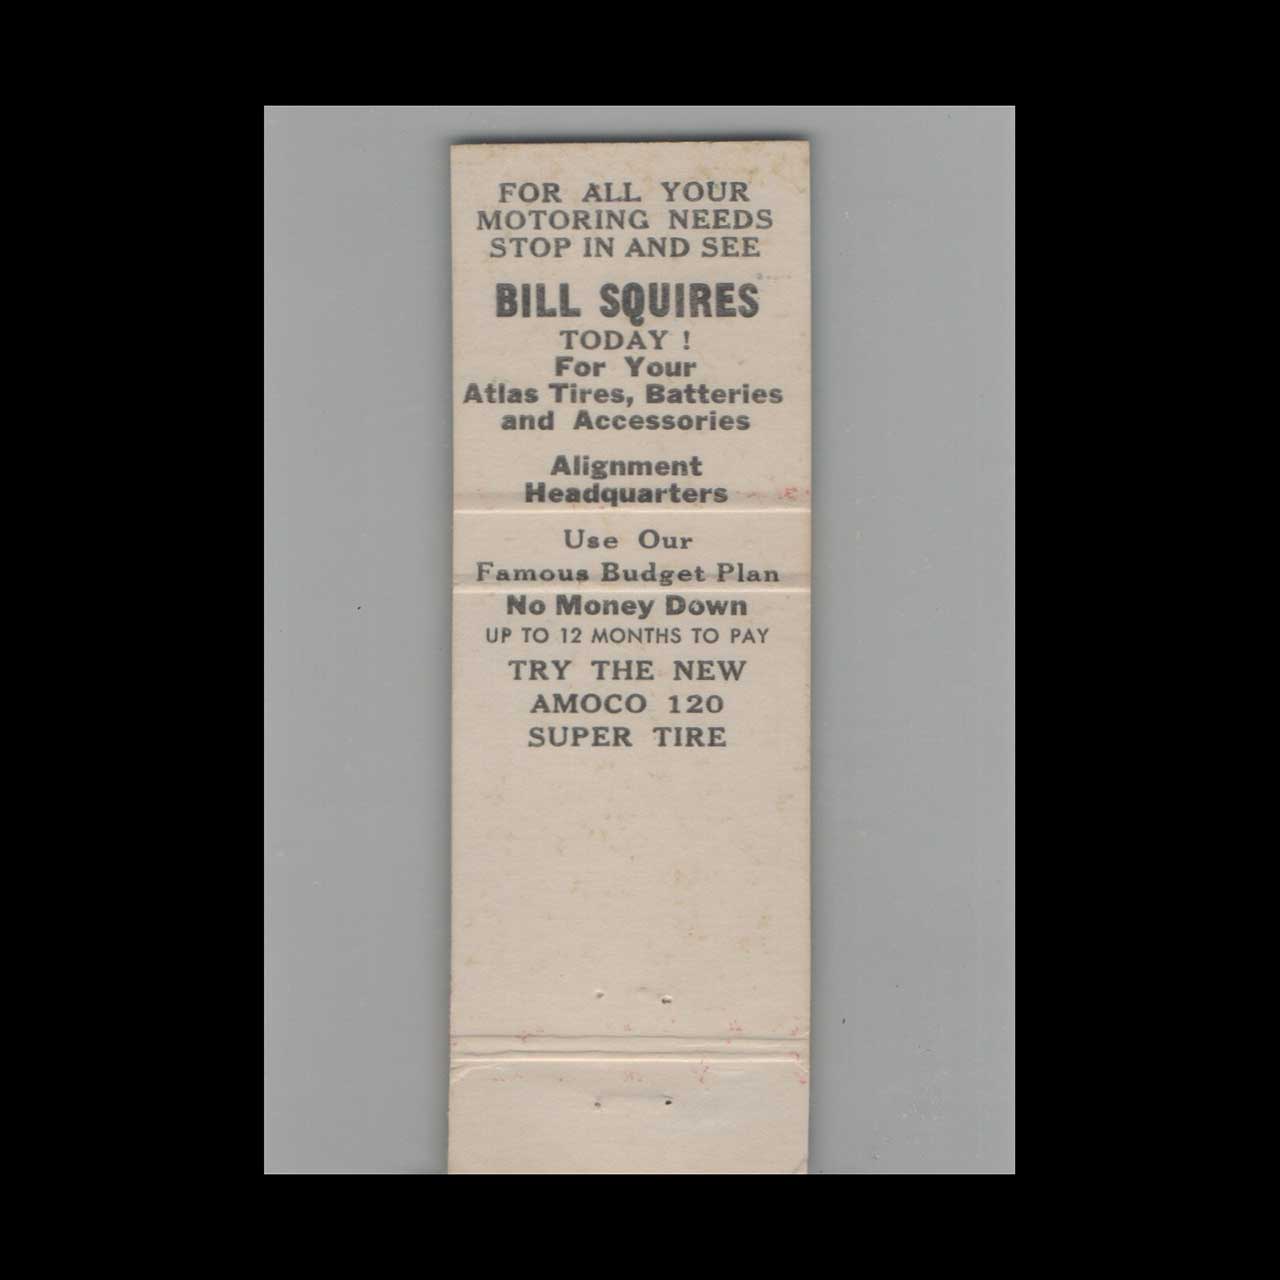 FOR ALL YOUR
MOTORING NEEDS
STOP IN AND SEE
BILL SQUIRES
TODAY !
For Your
Atlas Tires, Batteries
and Accessories
Alignment
Headquarters
Use Our
Famous Budget Plan
No Money Down
UP TO 12 MONTHS TO PAY
TRY THE NEW
AMOCO 120
SUPER TIRE